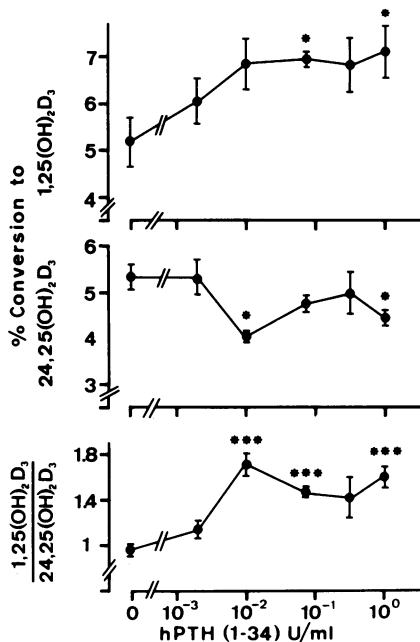 % Conversion to
1,25(OH)₂D₃
7
6
5
4
*
*
24,25(OH)₂D₃
6
5
4
3
*
*
1,25(OH)₂D₃
24,25(OH)₂D₃
1.8
1.4
1
***
***
***
0 10⁻³ 10⁻² 10⁻¹ 10⁰
hPTH (1-34) U/ml